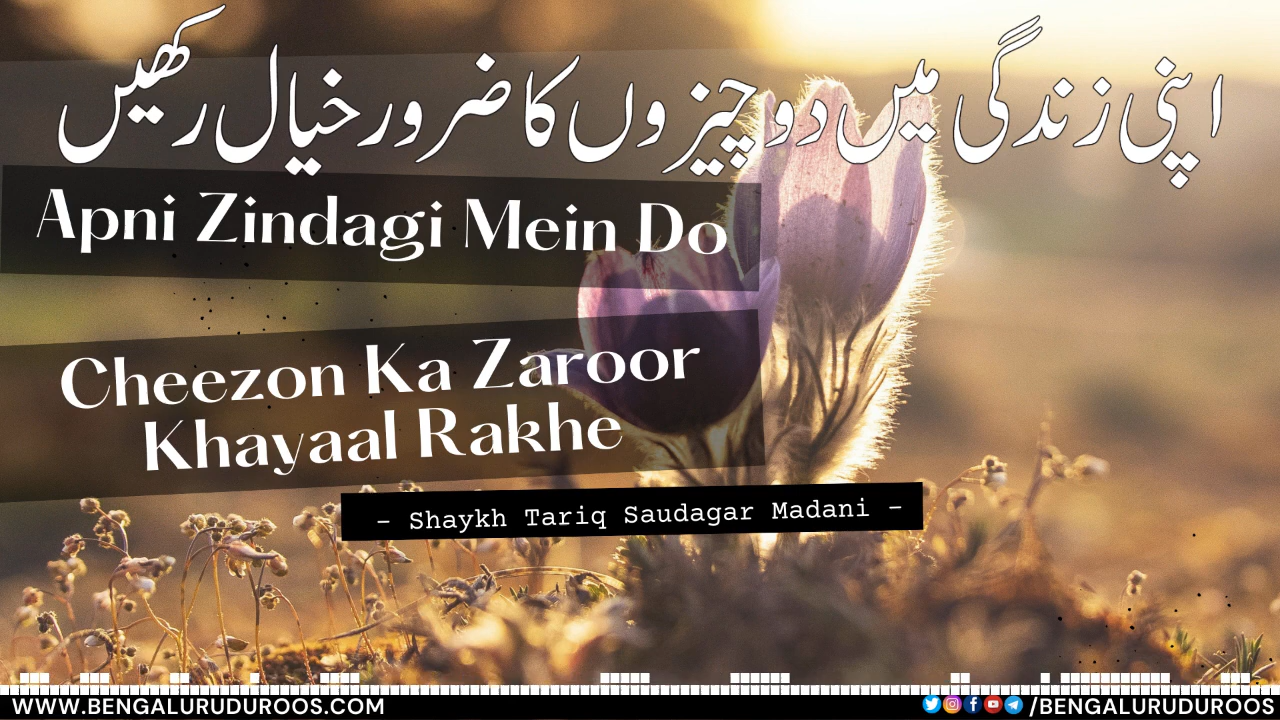 اپنی زندگی میں دو چیزوں کا ضرور خیال رکھیں
Apni Zindagi Mein Do
Cheezon Ka Zaroor
Khayaal Rakhe
- Shaykh Tariq Saudagar Madani -
WWW.BENGALURUDUROOS.COM
/BENGALURUDUROOS